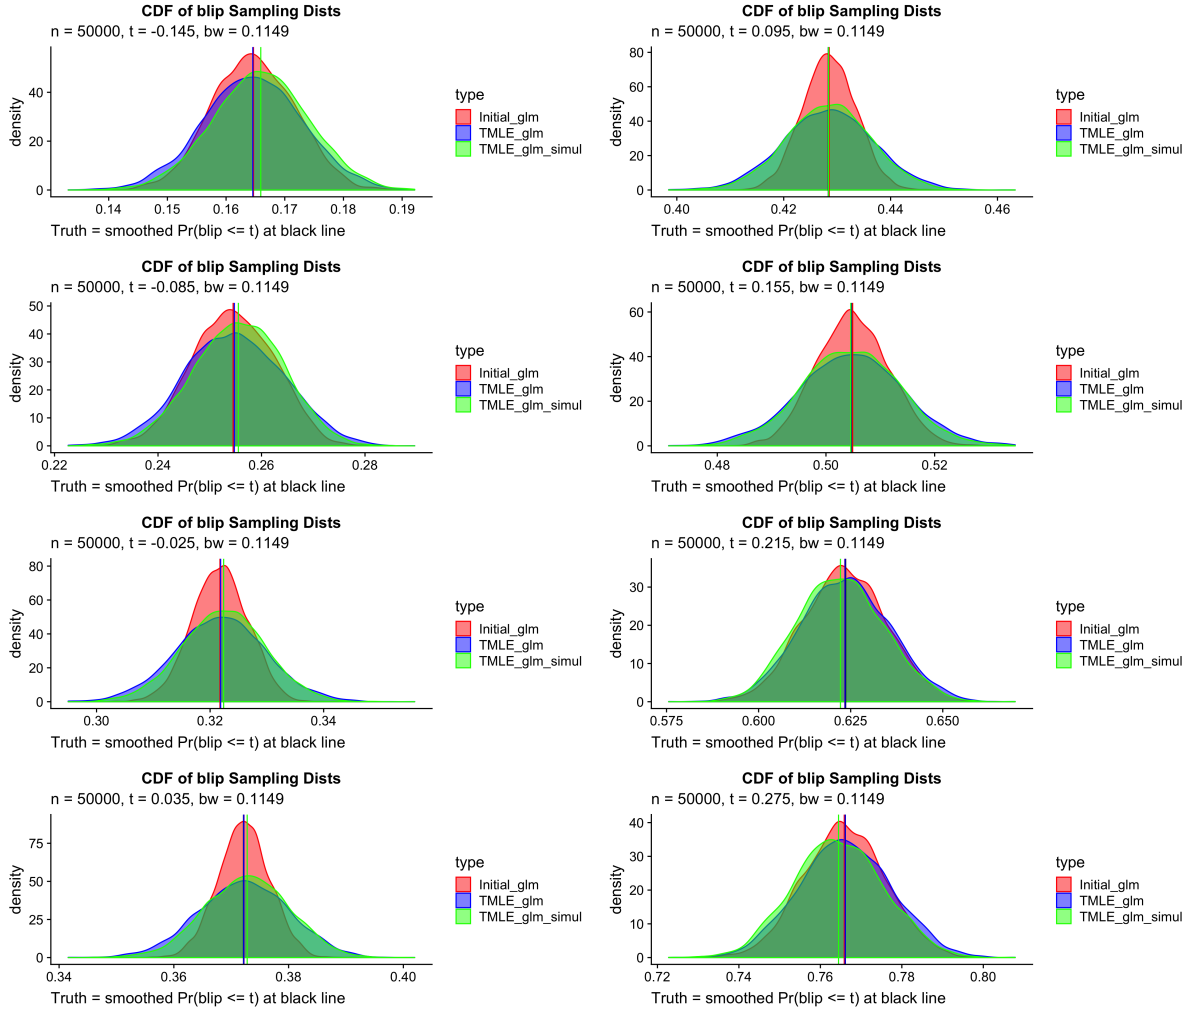 CDF of blip Sampling Dists
n = 50000, t = -0.145, bw = 0.1149
density
40
20
0
0.14 0.15 0.16 0.17 0.18 0.19
Truth = smoothed Pr(blip <= t) at black line
type
Initial_glm
TMLE_glm
TMLE_glm_simul
CDF of blip Sampling Dists
n = 50000, t = 0.095, bw = 0.1149
density
80
60
40
20
0
0.40 0.42 0.44 0.46
Truth = smoothed Pr(blip <= t) at black line
type
Initial_glm
TMLE_glm
TMLE_glm_simul
CDF of blip Sampling Dists
n = 50000, t = -0.085, bw = 0.1149
density
50
40
30
20
10
0
0.22 0.24 0.26 0.28
Truth = smoothed Pr(blip <= t) at black line
type
Initial_glm
TMLE_glm
TMLE_glm_simul
CDF of blip Sampling Dists
n = 50000, t = 0.155, bw = 0.1149
density
60
40
20
0
0.48 0.50 0.52
Truth = smoothed Pr(blip <= t) at black line
type
Initial_glm
TMLE_glm
TMLE_glm_simul
CDF of blip Sampling Dists
n = 50000, t = -0.025, bw = 0.1149
density
80
60
40
20
0
0.30 0.32 0.34
Truth = smoothed Pr(blip <= t) at black line
type
Initial_glm
TMLE_glm
TMLE_glm_simul
CDF of blip Sampling Dists
n = 50000, t = 0.215, bw = 0.1149
density
30
20
10
0
0.575 0.600 0.625 0.650
Truth = smoothed Pr(blip <= t) at black line
type
Initial_glm
TMLE_glm
TMLE_glm_simul
CDF of blip Sampling Dists
n = 50000, t = 0.035, bw = 0.1149
density
75
50
25
0
0.34 0.36 0.38 0.40
Truth = smoothed Pr(blip <= t) at black line
type
Initial_glm
TMLE_glm
TMLE_glm_simul
CDF of blip Sampling Dists
n = 50000, t = 0.275, bw = 0.1149
density
40
30
20
10
0
0.72 0.74 0.76 0.78 0.80
Truth = smoothed Pr(blip <= t) at black line
type
Initial_glm
TMLE_glm
TMLE_glm_simul